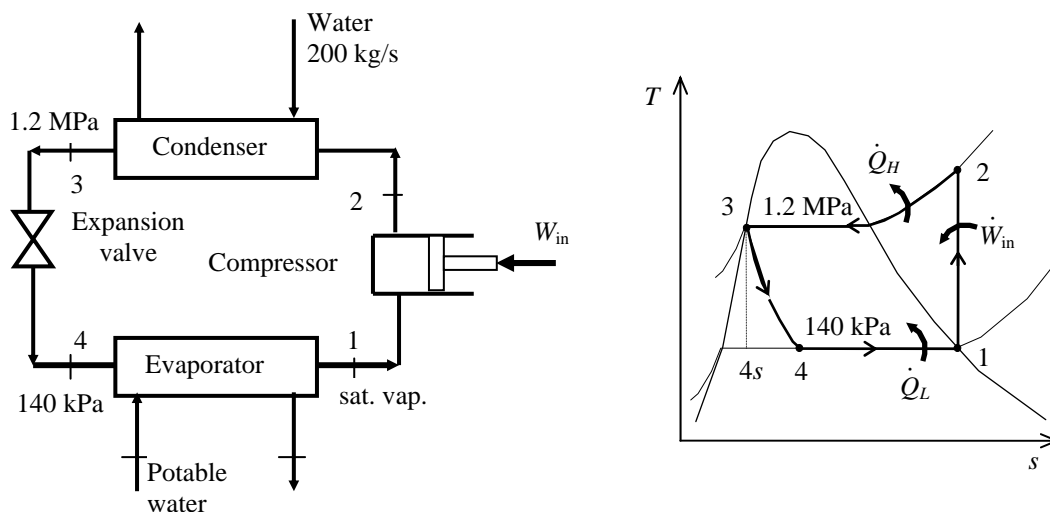 Water
200 kg/s
1.2 MPa
Condenser
3
2
Expansion
valve
Compressor
W_in
4
Evaporator
1
140 kPa
sat. vap.
Potable
water
T
Q̇_H
2
3
1.2 MPa
Ẇ_in
140 kPa
4s
4
Q̇_L
1
s